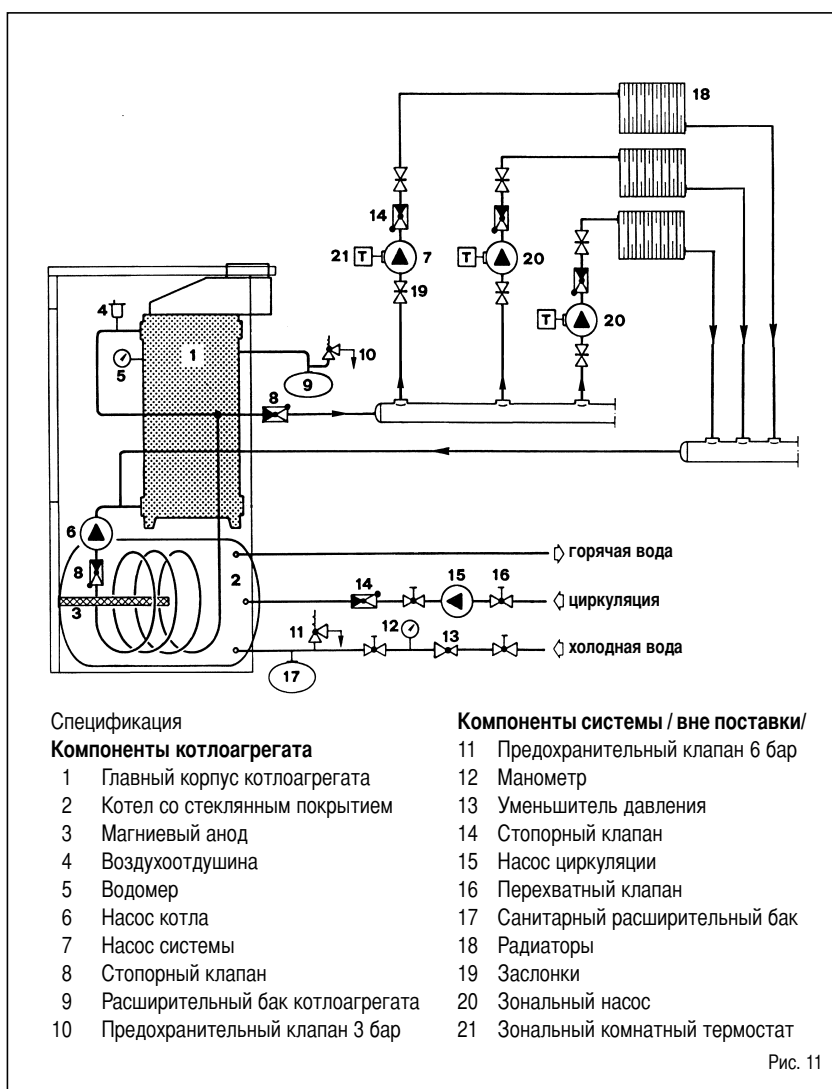 18
14
21 T 7
T 20
19
T 20
4
1
5
10
9
8
6
горячая вода
8
2
14
15
16
циркуляция
3
11
12
13
холодная вода
17
Спецификация
Компоненты котлоагрегата
1 Главный корпус котлоагрегата
2 Котел со стеклянным покрытием
3 Магниевый анод
4 Воздухоотдушина
5 Водомер
6 Насос котла
7 Насос системы
8 Стопорный клапан
9 Расширительный бак котлоагрегата
10 Предохранительный клапан 3 бар
Компоненты системы / вне поставки/
11 Предохранительный клапан 6 бар
12 Манометр
13 Уменьшитель давления
14 Стопорный клапан
15 Насос циркуляции
16 Перехватный клапан
17 Санитарный расширительный бак
18 Радиаторы
19 Заслонки
20 Зональный насос
21 Зональный комнатный термостат
Рис. 11